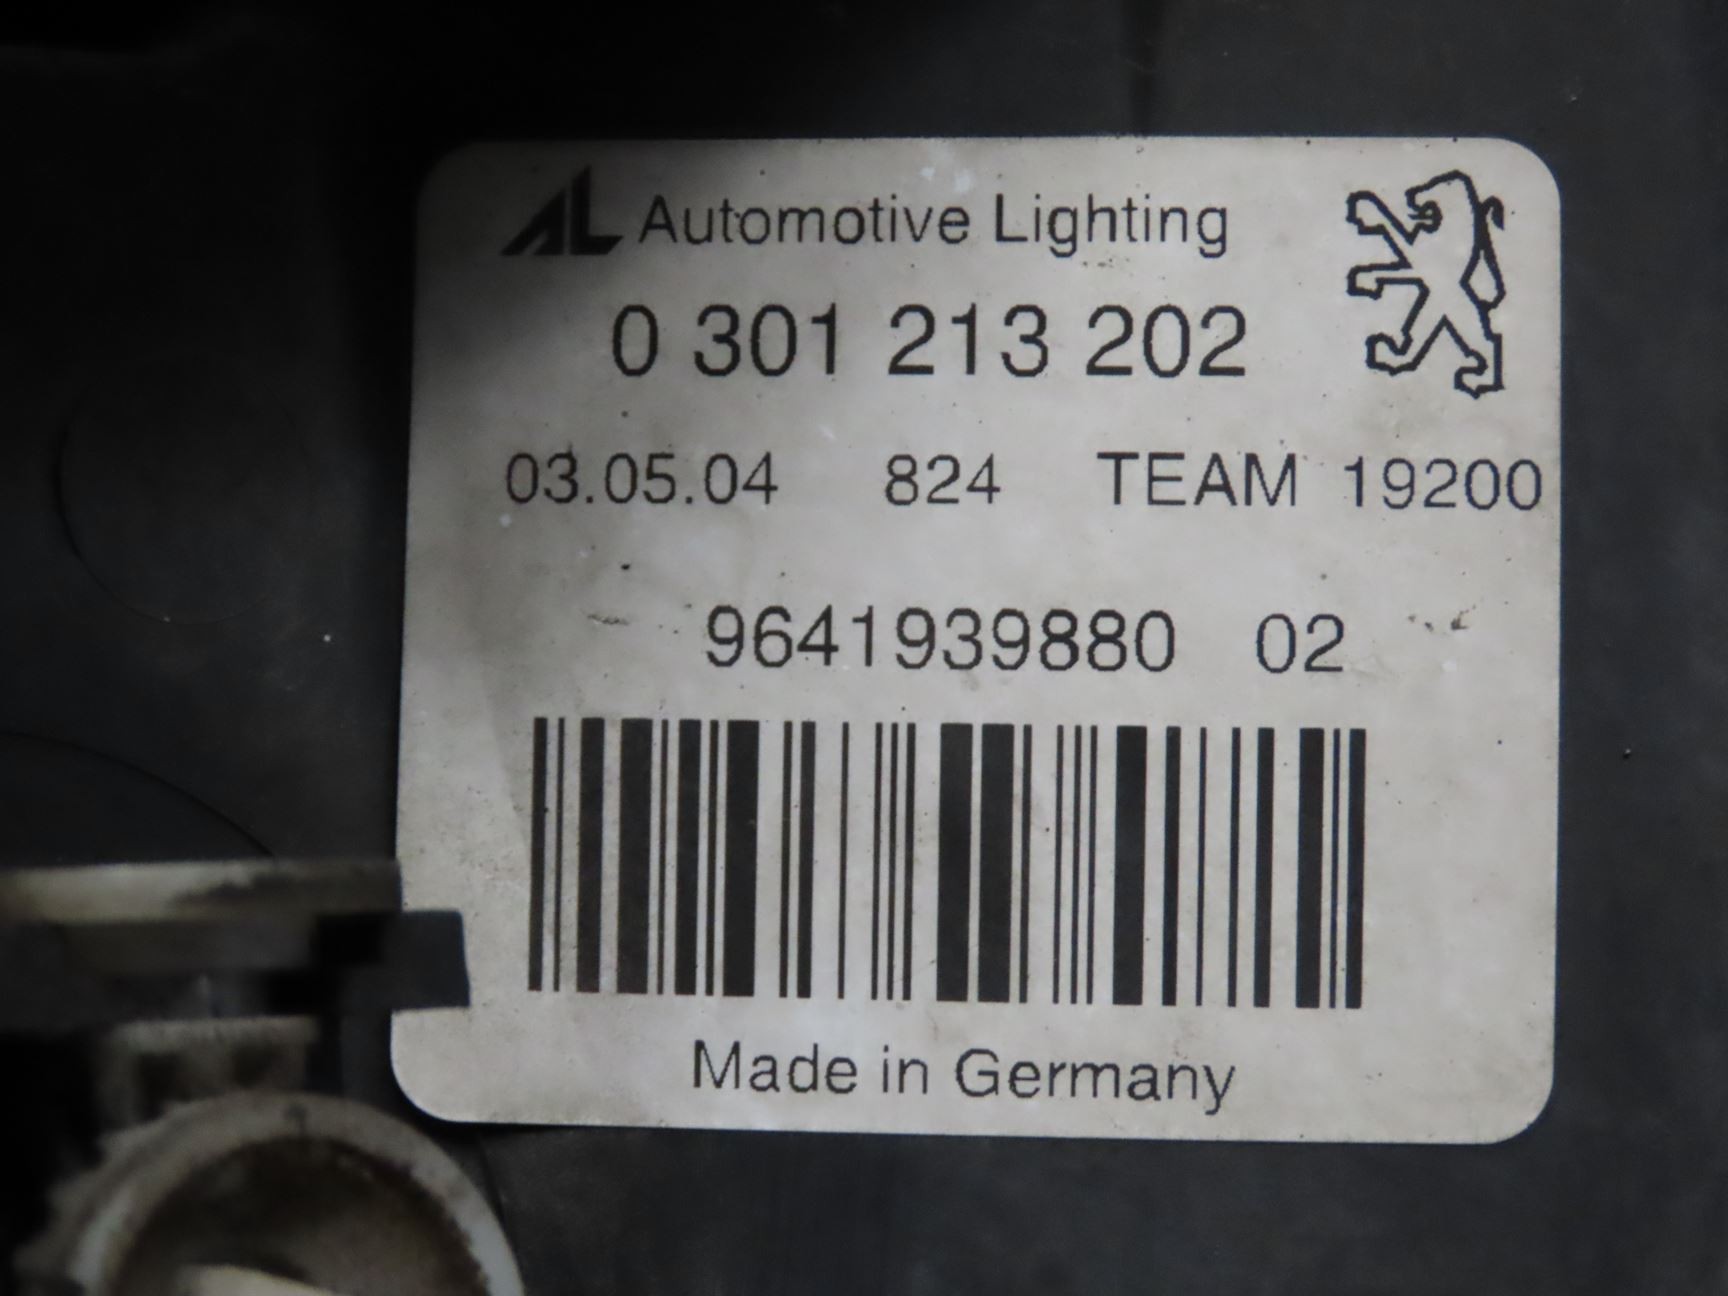 AL Automotive Lighting
0 301 213 202
03.05.04 824 TEAM 19200
9641939880 02
Made in Germany